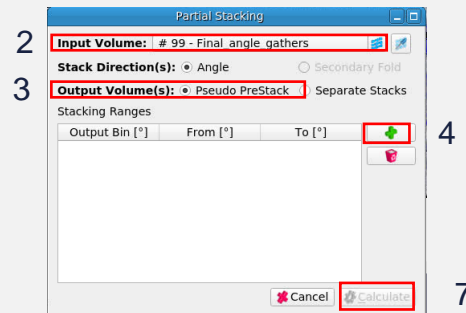 Partial Stacking
2 Input Volume: # 99 - Final_angle_gathers
Stack Direction(s): Angle Secondary Fold
3 Output Volume(s): Pseudo PreStack Separate Stacks
Stacking Ranges
Output Bin [°] From [°] To [°]
4
Cancel Calculate 7